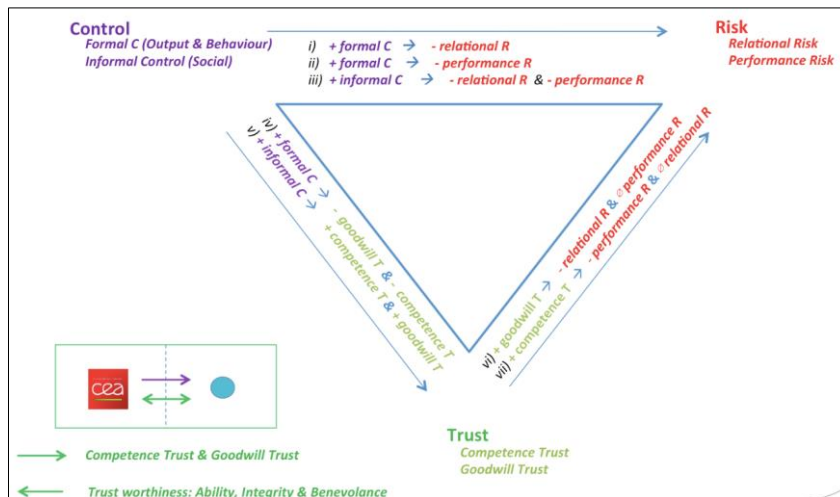 Control
Formal C (Output & Behaviour)
Informal Control (Social)
i) + formal C → - relational R
ii) + formal C → - performance R
iii) + informal C → - relational R & - performance R
Risk
Relational Risk
Performance Risk
iv) + formal C → - goodwill T & - competence T
v) + informal C → + competence T & + goodwill T
vi) + goodwill T → - relational R & ∅ performance R
vii) + competence T → - performance R & ∅ relational R
cea
Trust
Competence Trust
Goodwill Trust
Competence Trust & Goodwill Trust
Trust worthiness: Ability, Integrity & Benevolance